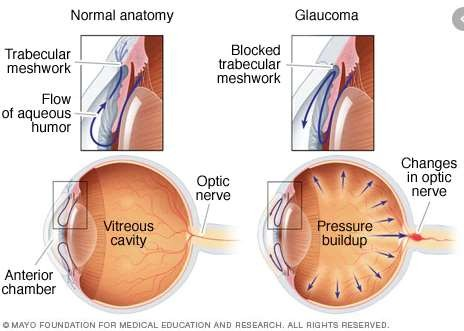 Normal anatomy
Trabecular
meshwork
Flow
of aqueous
humor
Vitreous
cavity
Optic
nerve
Anterior
chamber
Glaucoma
Blocked
trabecular
meshwork
Pressure
buildup
Changes
in optic
nerve
© MAYO FOUNDATION FOR MEDICAL EDUCATION AND RESEARCH. ALL RIGHTS RESERVED.